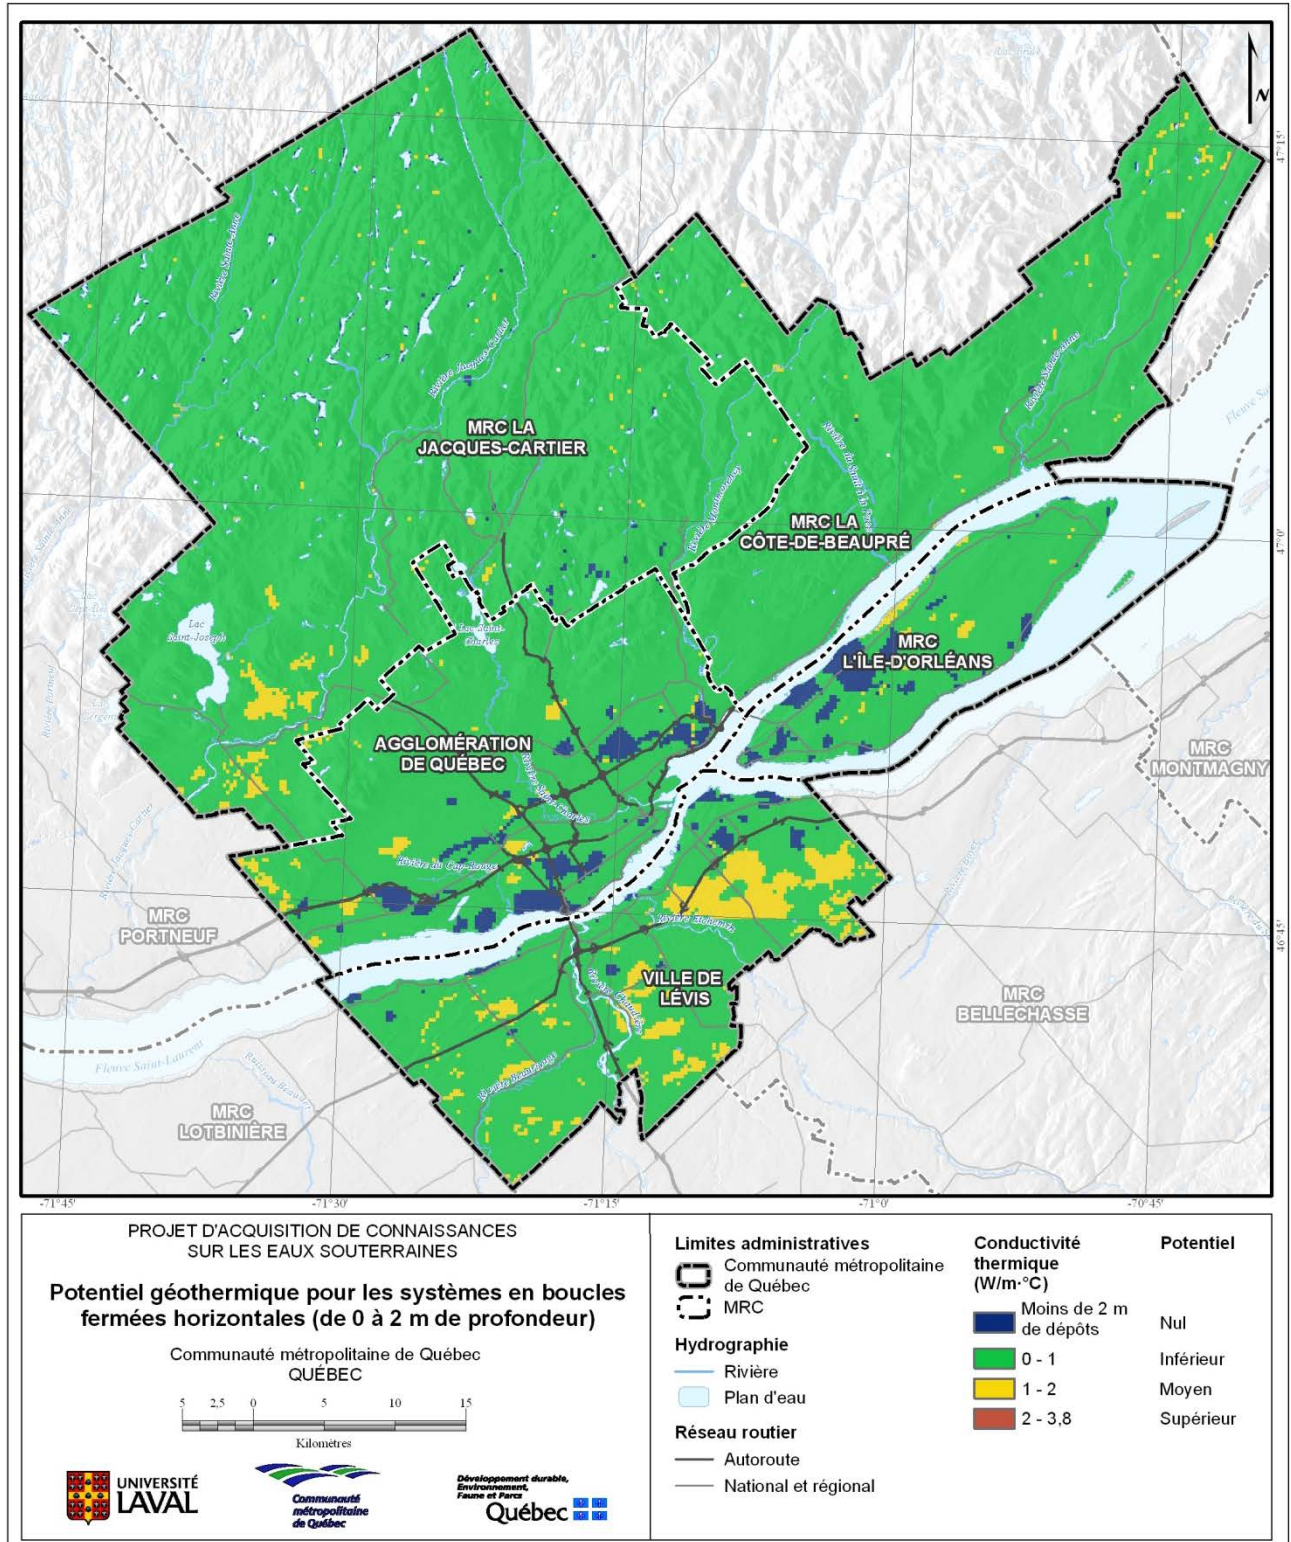 N
47°15'
Rivière Sainte-Anne
Rivière Jacques-Cartier
MRC LA
JACQUES-CARTIER
Rivière Sainte-Anne
Rivière Montmorency
MRC LA
CÔTE-DE-BEAUPRÉ
47°0'
Lac
Saint-Joseph
Lac Saint-
Charles
MRC
L'ÎLE-D'ORLÉANS
AGGLOMÉRATION
DE QUÉBEC
Rivière Saint-Charles
MRC
MONTMAGNY
Rivière Jacques-Cartier
Rivière du Cap-Rouge
MRC
PORTNEUF
Rivière Etchemin
46°45'
VILLE DE
LÉVIS
Rivière Chaudière
MRC
BELLECHASSE
Fleuve Saint-Laurent
Rivière Beaurivage
MRC
LOTBINIÈRE
-71°45'
-71°30'
-71°15'
-71°0'
-70°45'
PROJET D'ACQUISITION DE CONNAISSANCES
SUR LES EAUX SOUTERRAINES
Potentiel géothermique pour les systèmes en boucles
fermées horizontales (de 0 à 2 m de profondeur)
Communauté métropolitaine de Québec
QUÉBEC
5 2,5 0 5 10 15
Kilomètres
UNIVERSITÉ
LAVAL
Communauté
métropolitaine
de Québec
Développement durable,
Environnement,
Faune et Parcs
Québec
Limites administratives
Communauté métropolitaine
de Québec
MRC
Hydrographie
Rivière
Plan d'eau
Réseau routier
Autoroute
National et régional
Conductivité
thermique
(W/m·°C)
Potentiel
Moins de 2 m
de dépôts
Nul
0 - 1
Inférieur
1 - 2
Moyen
2 - 3,8
Supérieur